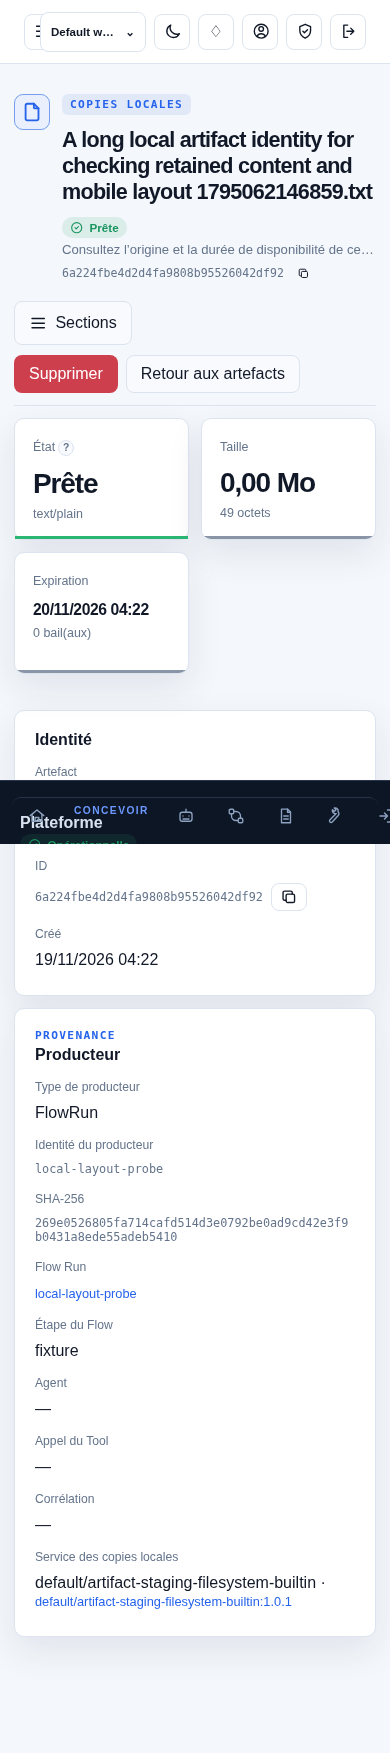 Default w… ⌄
COPIES LOCALES
A long local artifact identity for
checking retained content and
mobile layout 1795062146859.txt
Prête
Consultez l’origine et la durée de disponibilité de ce…
6a224fbe4d2d4fa9808b95526042df92
Sections
Supprimer
Retour aux artefacts
État ?
Prête
text/plain
Taille
0,00 Mo
49 octets
Expiration
20/11/2026 04:22
0 bail(aux)
Identité
Artefact
CONCEVOIR
Plateforme
Opérationnelle
ID
6a224fbe4d2d4fa9808b95526042df92
Créé
19/11/2026 04:22
PROVENANCE
Producteur
Type de producteur
FlowRun
Identité du producteur
local-layout-probe
SHA-256
269e0526805fa714cafd514d3e0792be0ad9cd42e3f9
b0431a8ede55adeb5410
Flow Run
local-layout-probe
Étape du Flow
fixture
Agent
—
Appel du Tool
—
Corrélation
—
Service des copies locales
default/artifact-staging-filesystem-builtin ·
default/artifact-staging-filesystem-builtin:1.0.1